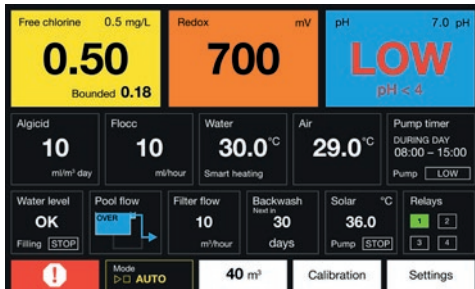 Free chlorine 0.5 mg/L
0.50
Bounded 0.18
Redox mV
700
pH 7.0 pH
LOW
pH < 4
Algicid
10
ml/m³ day
Flocc
10
ml/hour
Water
30.0°C
Smart heating
Air
29.0°C
Pump timer
DURING DAY
08:00 – 15:00
Pump LOW
Water level
OK
Filling STOP
Pool flow
OVER
Filter flow
10
m³/hour
Backwash
Next in
30
days
Solar °C
36.0
Pump STOP
Relays
1 2
3 4
!
Mode
AUTO
40 m³
Calibration
Settings